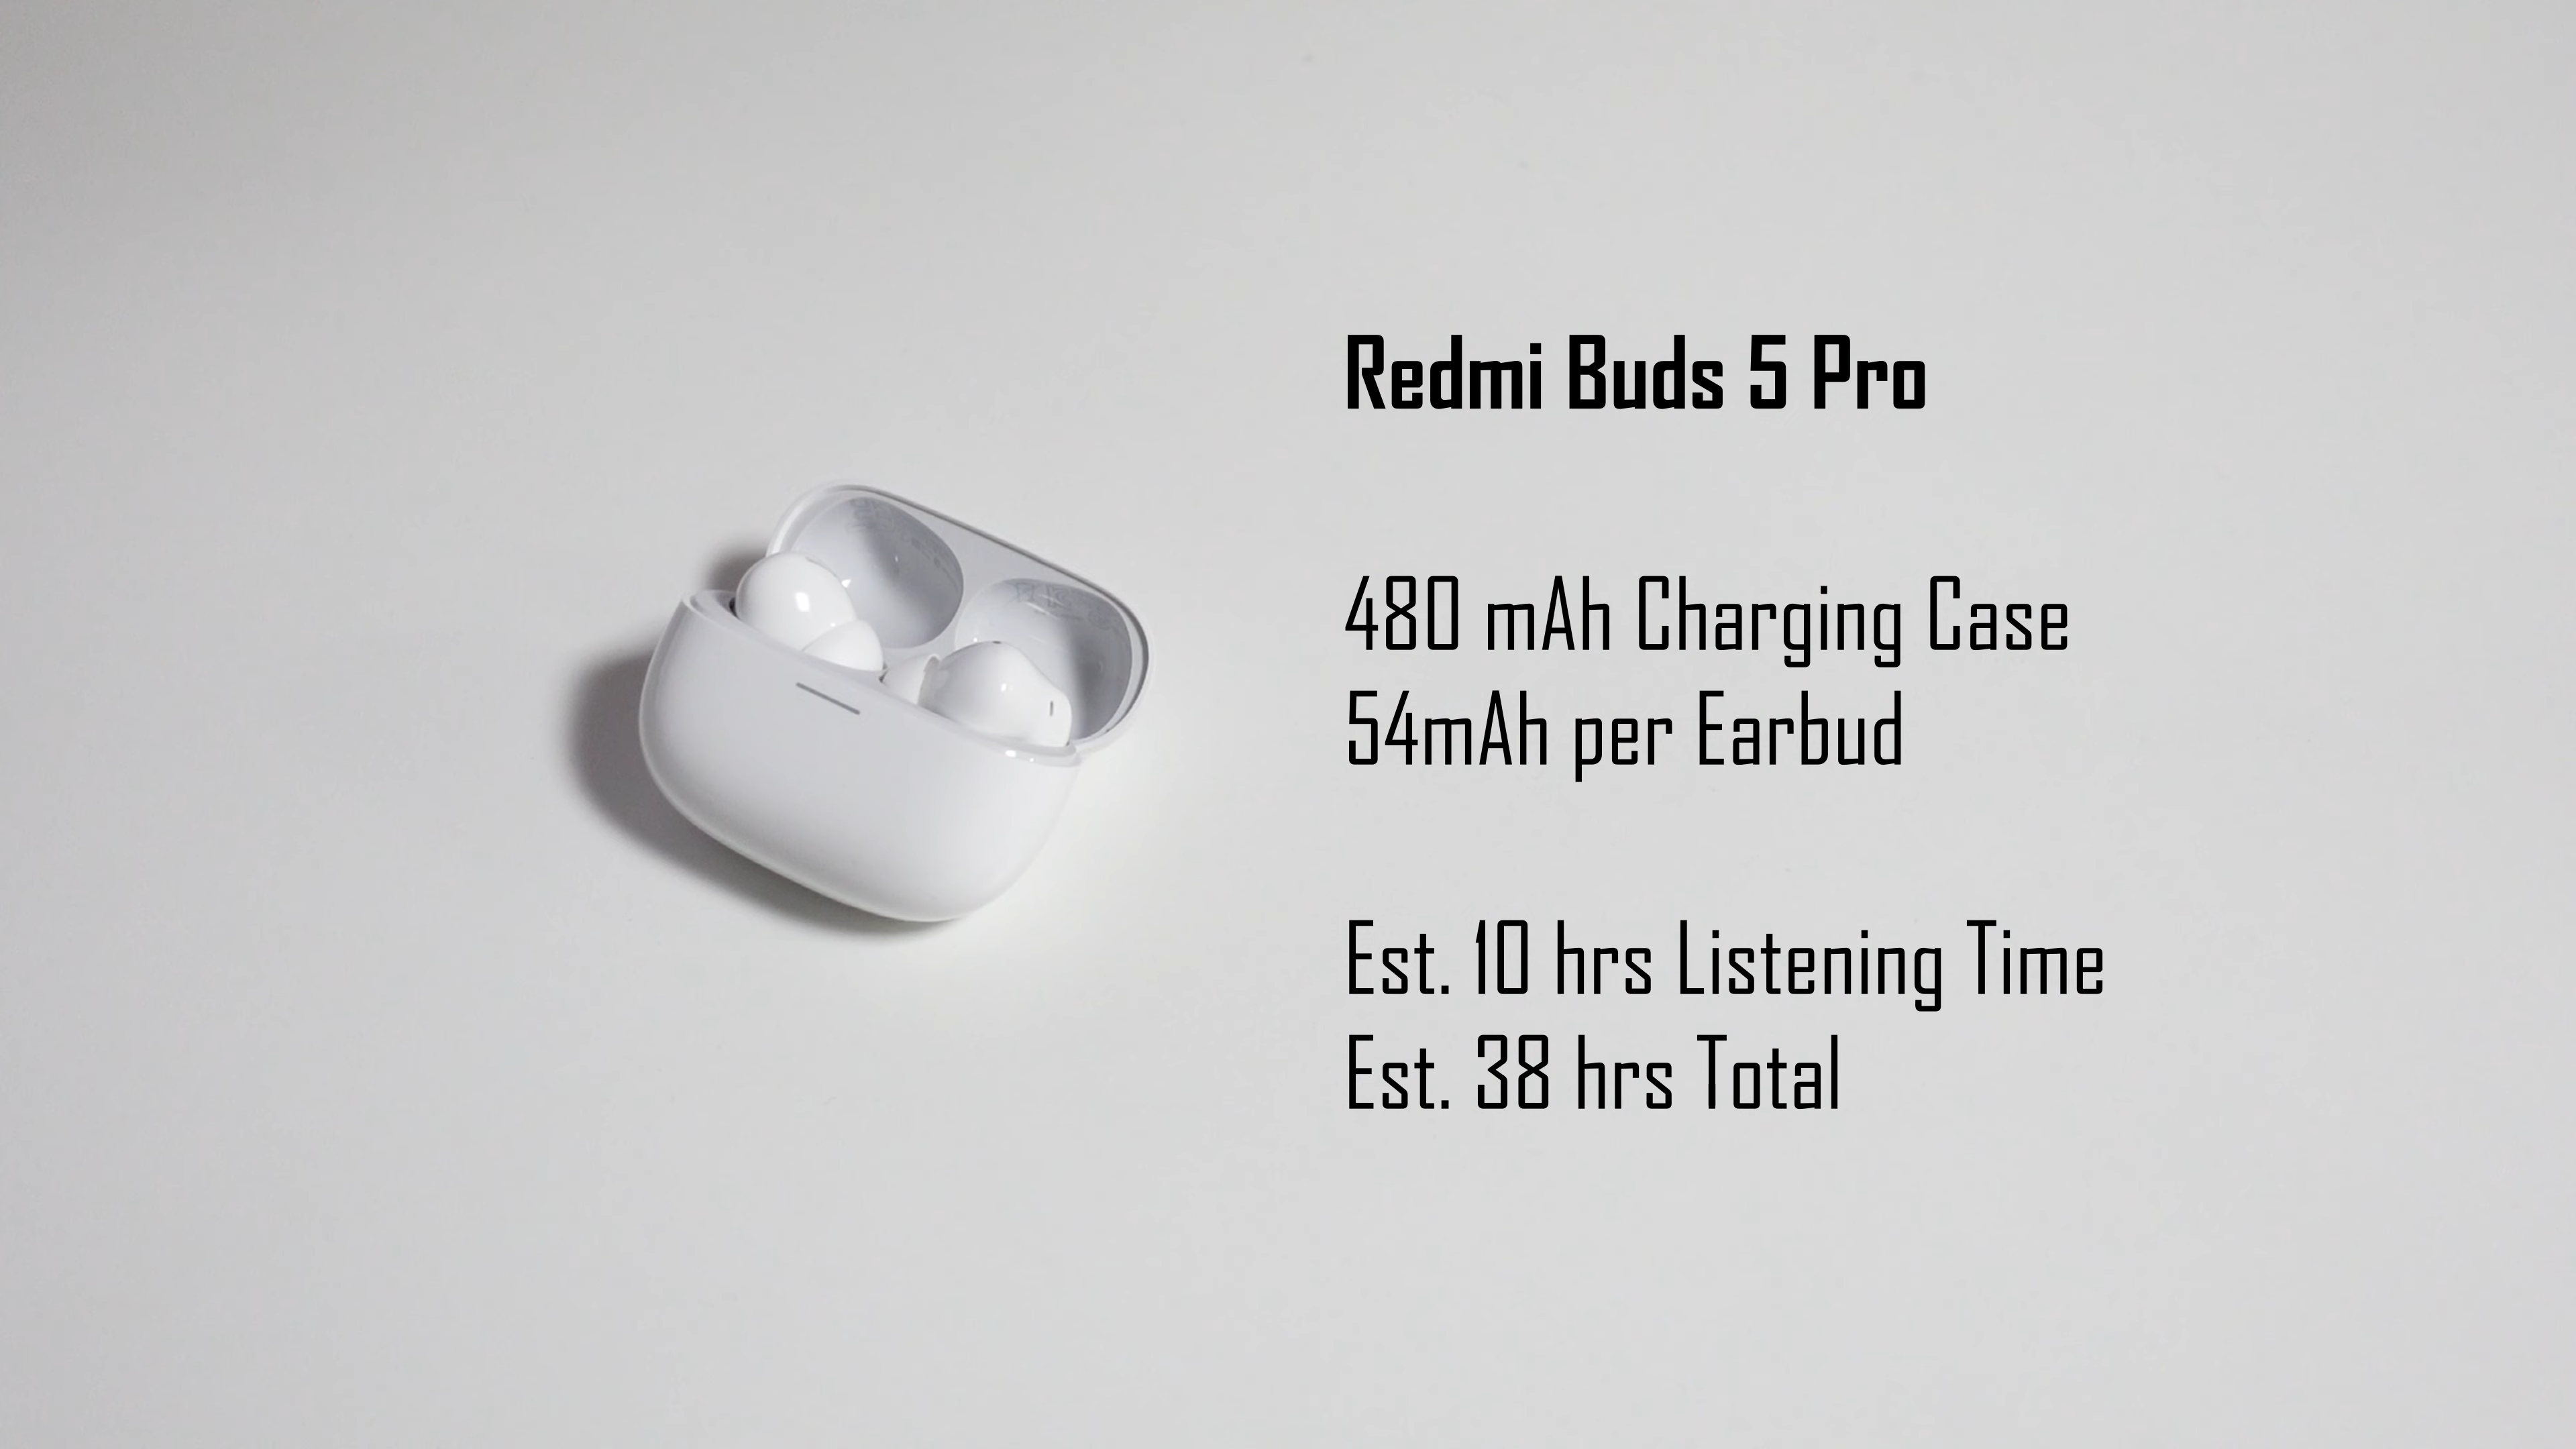 Redmi Buds 5 Pro
480 mAh Charging Case
54mAh per Earbud
Est. 10 hrs Listening Time
Est. 38 hrs Total